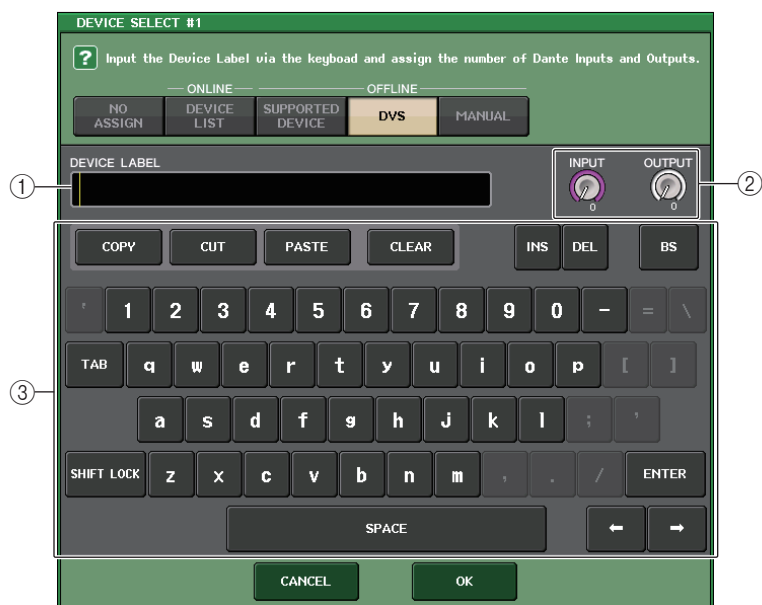 DEVICE SELECT #1
? Input the Device Label via the keyboad and assign the number of Dante Inputs and Outputs.
ONLINE OFFLINE
NO ASSIGN DEVICE LIST SUPPORTED DEVICE DVS MANUAL
DEVICE LABEL INPUT OUTPUT
① ②
0 0
COPY CUT PASTE CLEAR INS DEL BS
' 1 2 3 4 5 6 7 8 9 0 - = \
TAB q w e r t y u i o p [ ]
③
a s d f g h j k l ; '
SHIFT LOCK z x c v b n m , . / ENTER
SPACE ← →
CANCEL OK